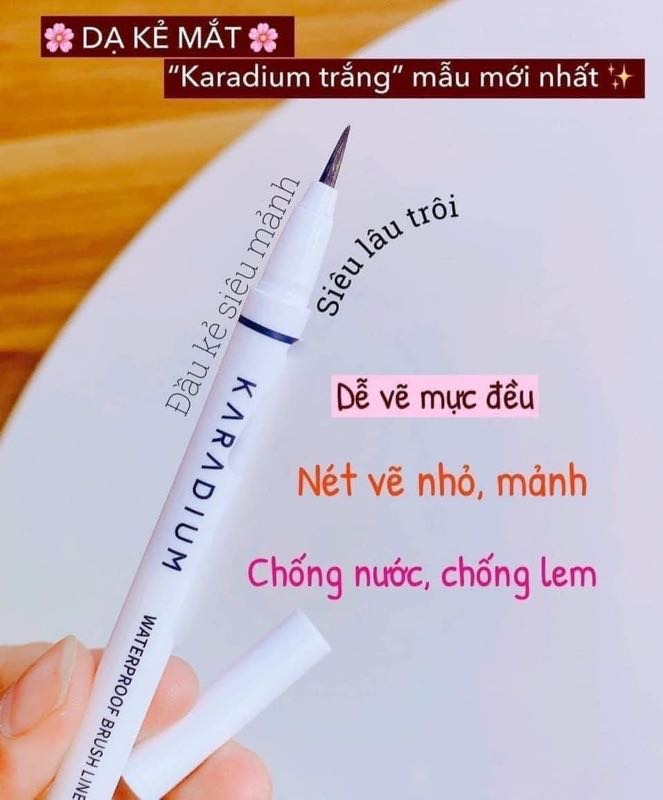 🌸 DẠ KẺ MẮT 🌸
“Karadium trắng” mẫu mới nhất ✨
Đầu kẻ siêu mảnh
Siêu lâu trôi
Dễ vẽ mực đều
Nét vẽ nhỏ, mảnh
Chống nước, chống lem
KARADIUM
WATERPROOF BRUSH LINE